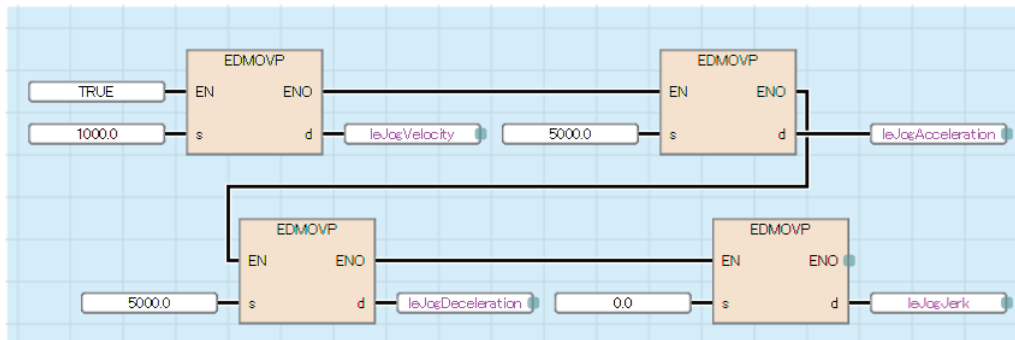 EDMOVP EDMOVP
TRUE EN ENO EN ENO
1000.0 s d leJogVelocity 5000.0 s d leJogAcceleration
EDMOVP EDMOVP
EN ENO EN ENO
5000.0 s d leJogDeceleration 0.0 s d leJogJerk